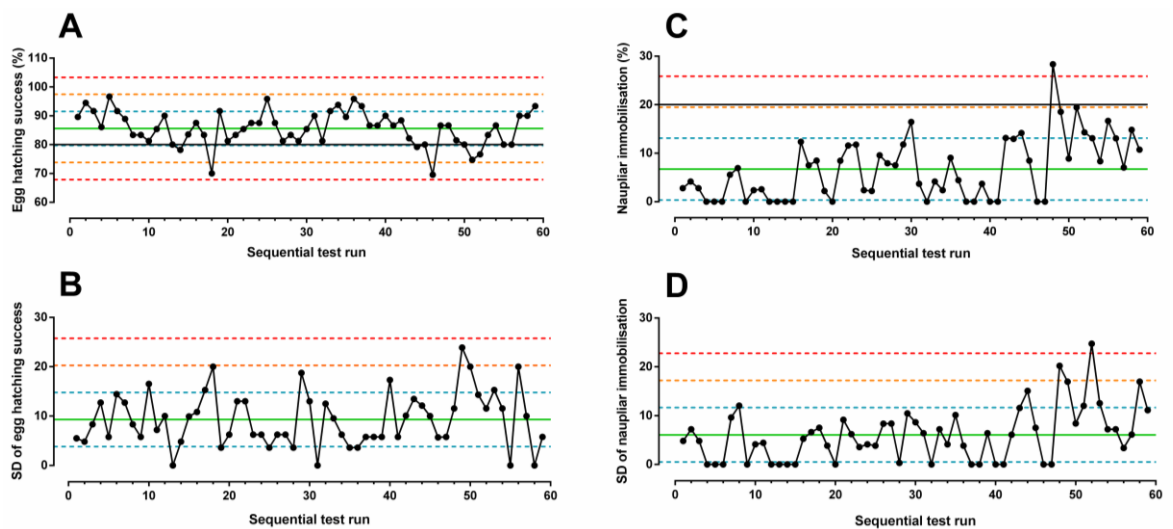 A
Egg hatching success (%)
110
100
90
80
70
60
0 10 20 30 40 50 60
Sequential test run
B
SD of egg hatching success
30
20
10
0
0 10 20 30 40 50 60
Sequential test run
C
Naupliar immobilisation (%)
30
20
10
0
0 10 20 30 40 50 60
Sequential test run
D
SD of naupliar immobilisation
30
20
10
0
0 10 20 30 40 50 60
Sequential test run